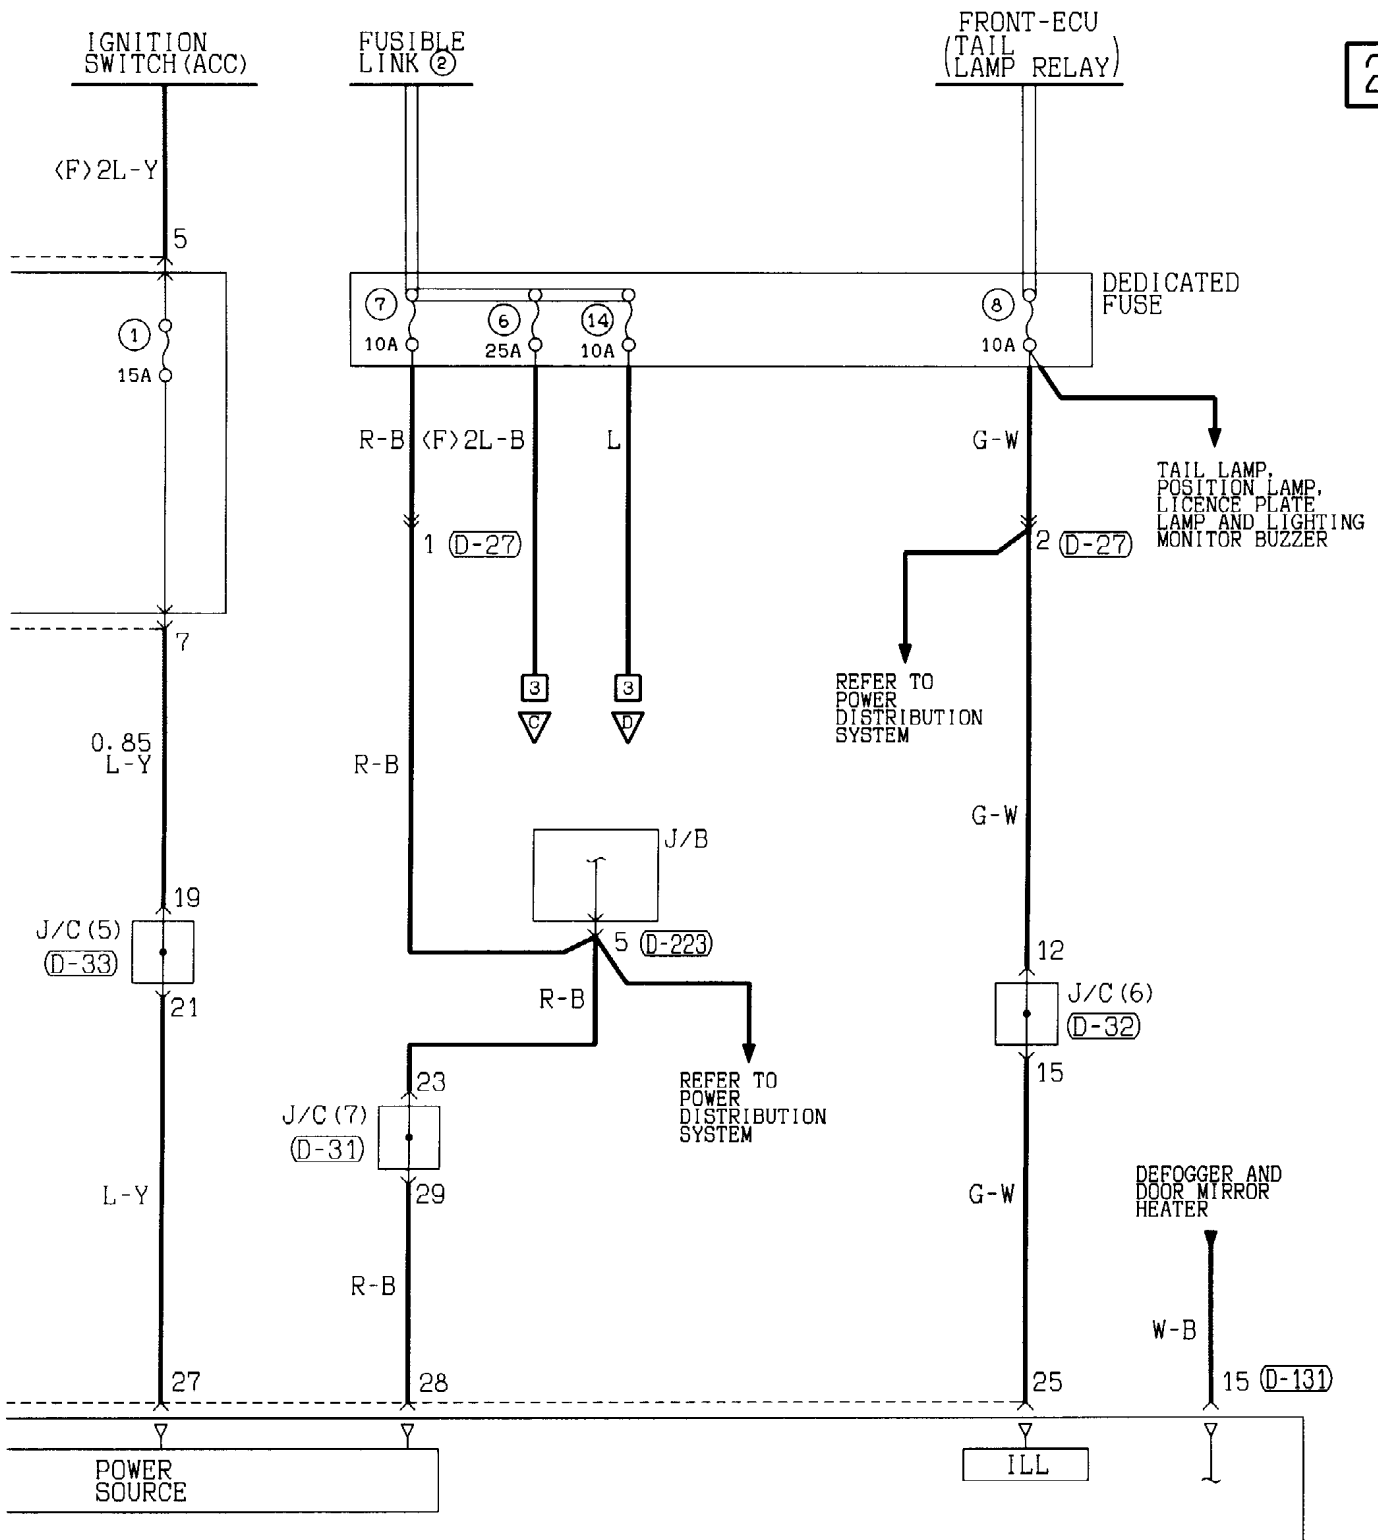 IGNITION
SWITCH(ACC)
FUSIBLE
LINK ②
FRONT-ECU
(TAIL
LAMP RELAY)
<F>2L-Y
5
DEDICATED
FUSE
1
15A
7
10A
6
25A
14
10A
8
10A
R-B
<F>2L-B
L
G-W
TAIL LAMP,
POSITION LAMP,
LICENCE PLATE
LAMP AND LIGHTING
MONITOR BUZZER
1 (D-27)
2 (D-27)
7
3
C
3
D
REFER TO
POWER
DISTRIBUTION
SYSTEM
0.85
L-Y
R-B
G-W
J/B
19
J/C(5)
(D-33)
21
5 (D-223)
R-B
12
J/C(6)
(D-32)
15
REFER TO
POWER
DISTRIBUTION
SYSTEM
23
J/C(7)
(D-31)
29
L-Y
G-W
DEFOGGER AND
DOOR MIRROR
HEATER
R-B
W-B
27
28
25
15 (D-131)
POWER
SOURCE
ILL